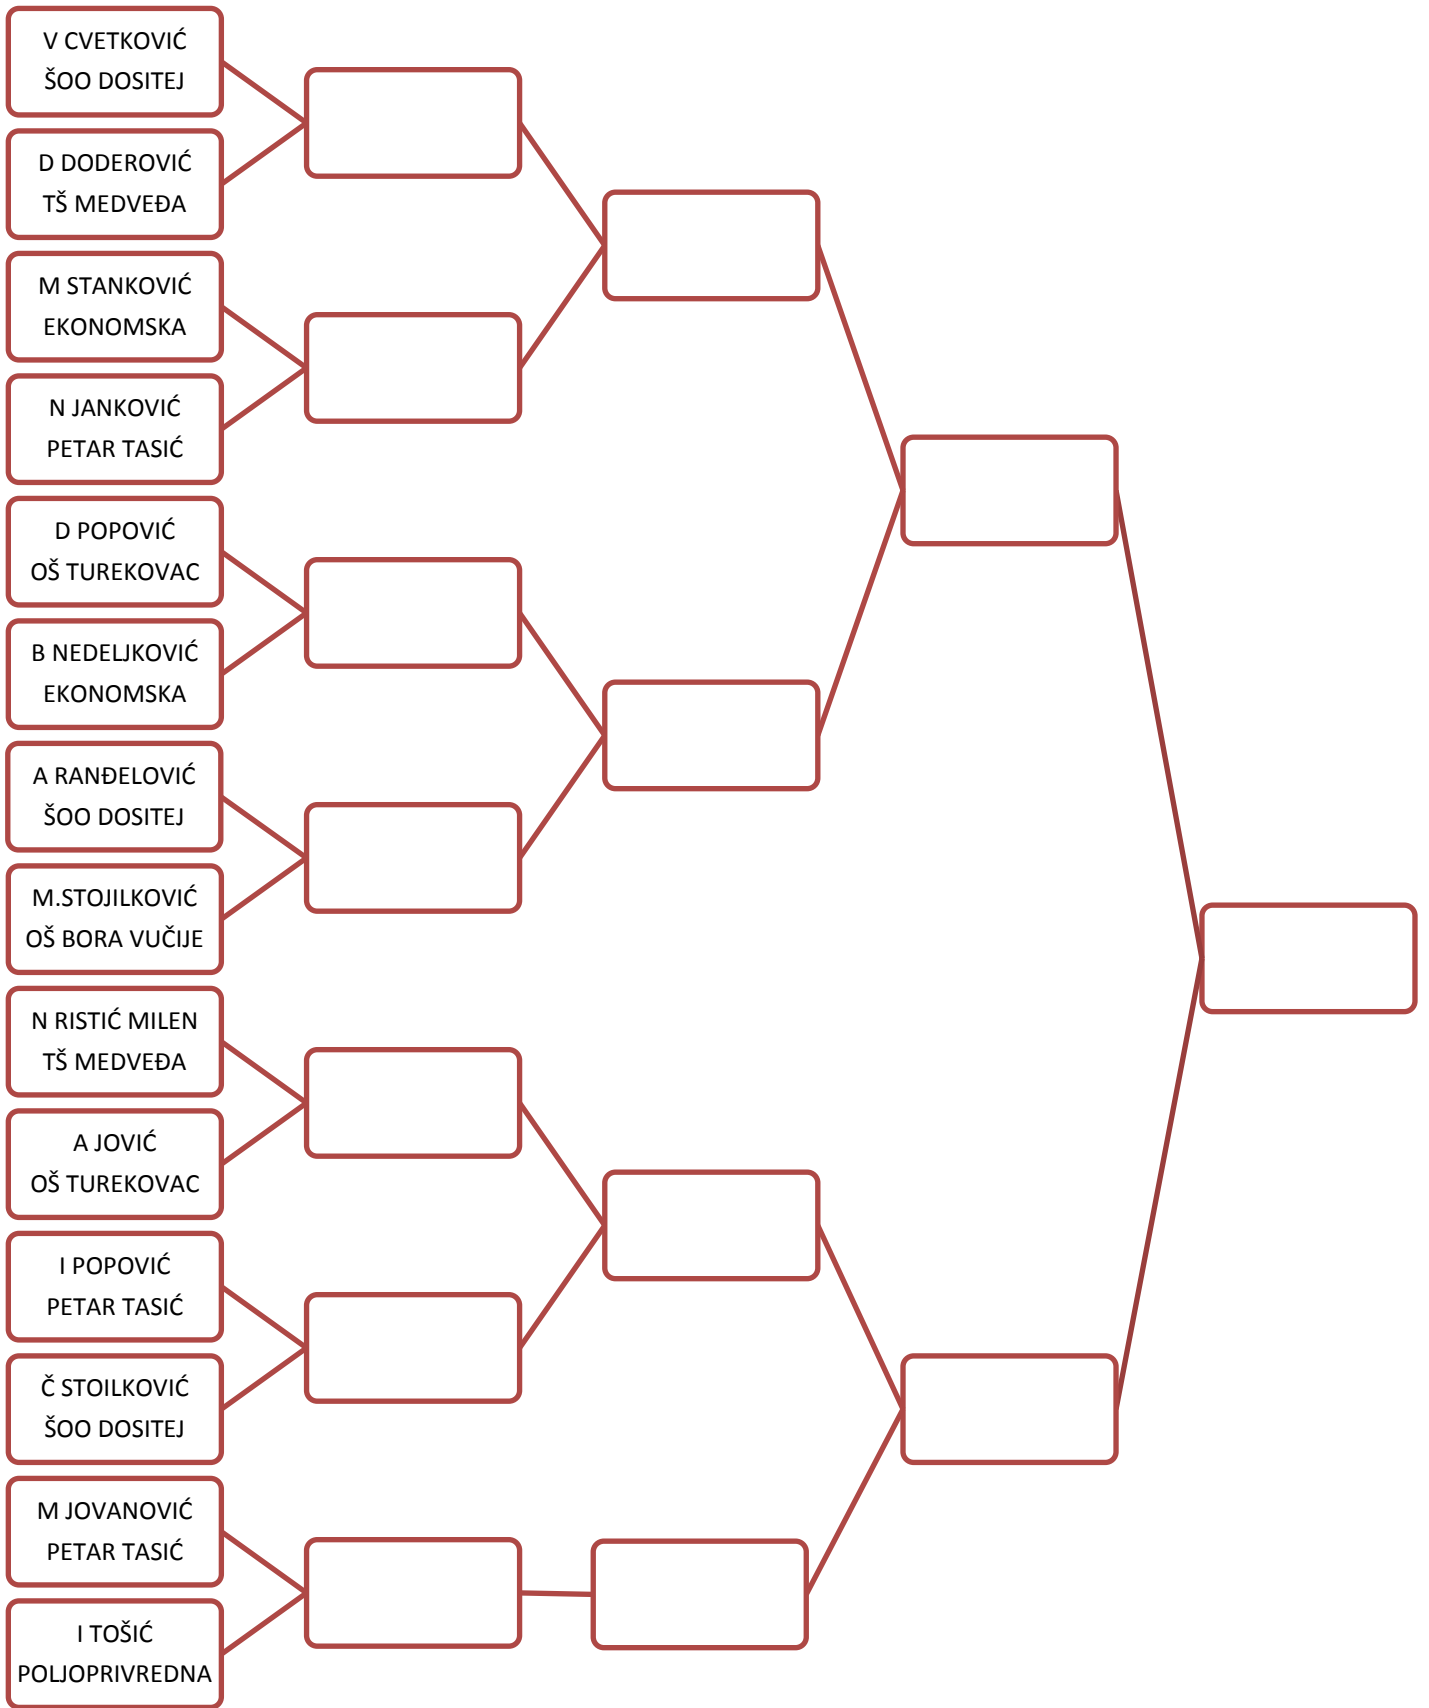 V CVETKOVIĆ
ŠOO DOSITEJ
D DODEROVIĆ
TŠ MEDVEĐA
M STANKOVIĆ
EKONOMSKA
N JANKOVIĆ
PETAR TASIĆ
D POPOVIĆ
OŠ TUREKOVAC
B NEDELJKOVIĆ
EKONOMSKA
A RANĐELOVIĆ
ŠOO DOSITEJ
M.STOJILKOVIĆ
OŠ BORA VUČIJE
N RISTIĆ MILEN
TŠ MEDVEĐA
A JOVIĆ
OŠ TUREKOVAC
I POPOVIĆ
PETAR TASIĆ
Č STOILKOVIĆ
ŠOO DOSITEJ
M JOVANOVIĆ
PETAR TASIĆ
I TOŠIĆ
POLJOPRIVREDNA